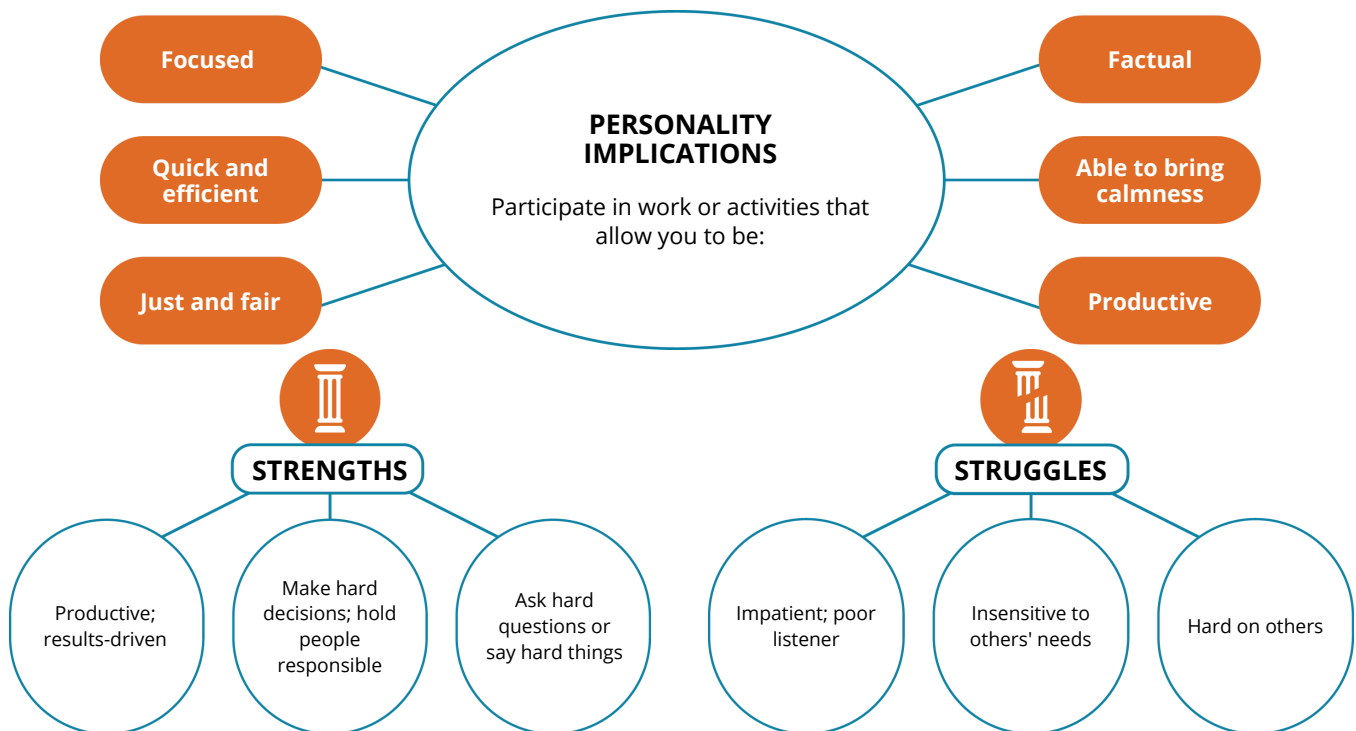 Focused
Quick and
efficient
Just and fair
PERSONALITY
IMPLICATIONS
Participate in work or activities that
allow you to be:
Factual
Able to bring
calmness
Productive
STRENGTHS
Productive;
results-driven
Make hard
decisions; hold
people
responsible
Ask hard
questions or
say hard things
STRUGGLES
Impatient; poor
listener
Insensitive to
others' needs
Hard on others